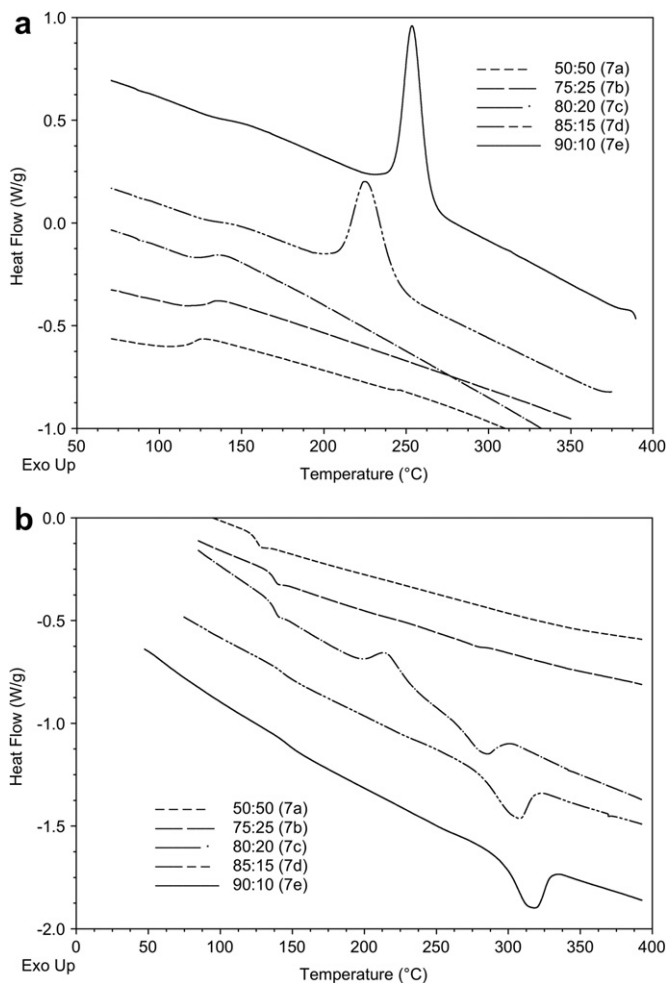 a
1.0
0.5
0.0
-0.5
-1.0
Heat Flow (W/g)
50:50 (7a)
75:25 (7b)
80:20 (7c)
85:15 (7d)
90:10 (7e)
50 100 150 200 250 300 350 400
Exo Up
Temperature (°C)
b
0.0
-0.5
-1.0
-1.5
-2.0
Heat Flow (W/g)
50:50 (7a)
75:25 (7b)
80:20 (7c)
85:15 (7d)
90:10 (7e)
0 50 100 150 200 250 300 350 400
Exo Up
Temperature (°C)